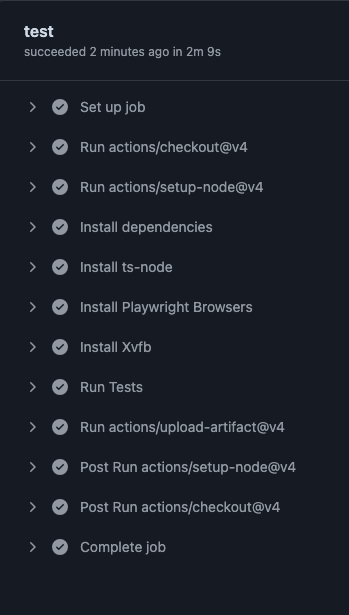 test
succeeded 2 minutes ago in 2m 9s
Set up job
Run actions/checkout@v4
Run actions/setup-node@v4
Install dependencies
Install ts-node
Install Playwright Browsers
Install Xvfb
Run Tests
Run actions/upload-artifact@v4
Post Run actions/setup-node@v4
Post Run actions/checkout@v4
Complete job